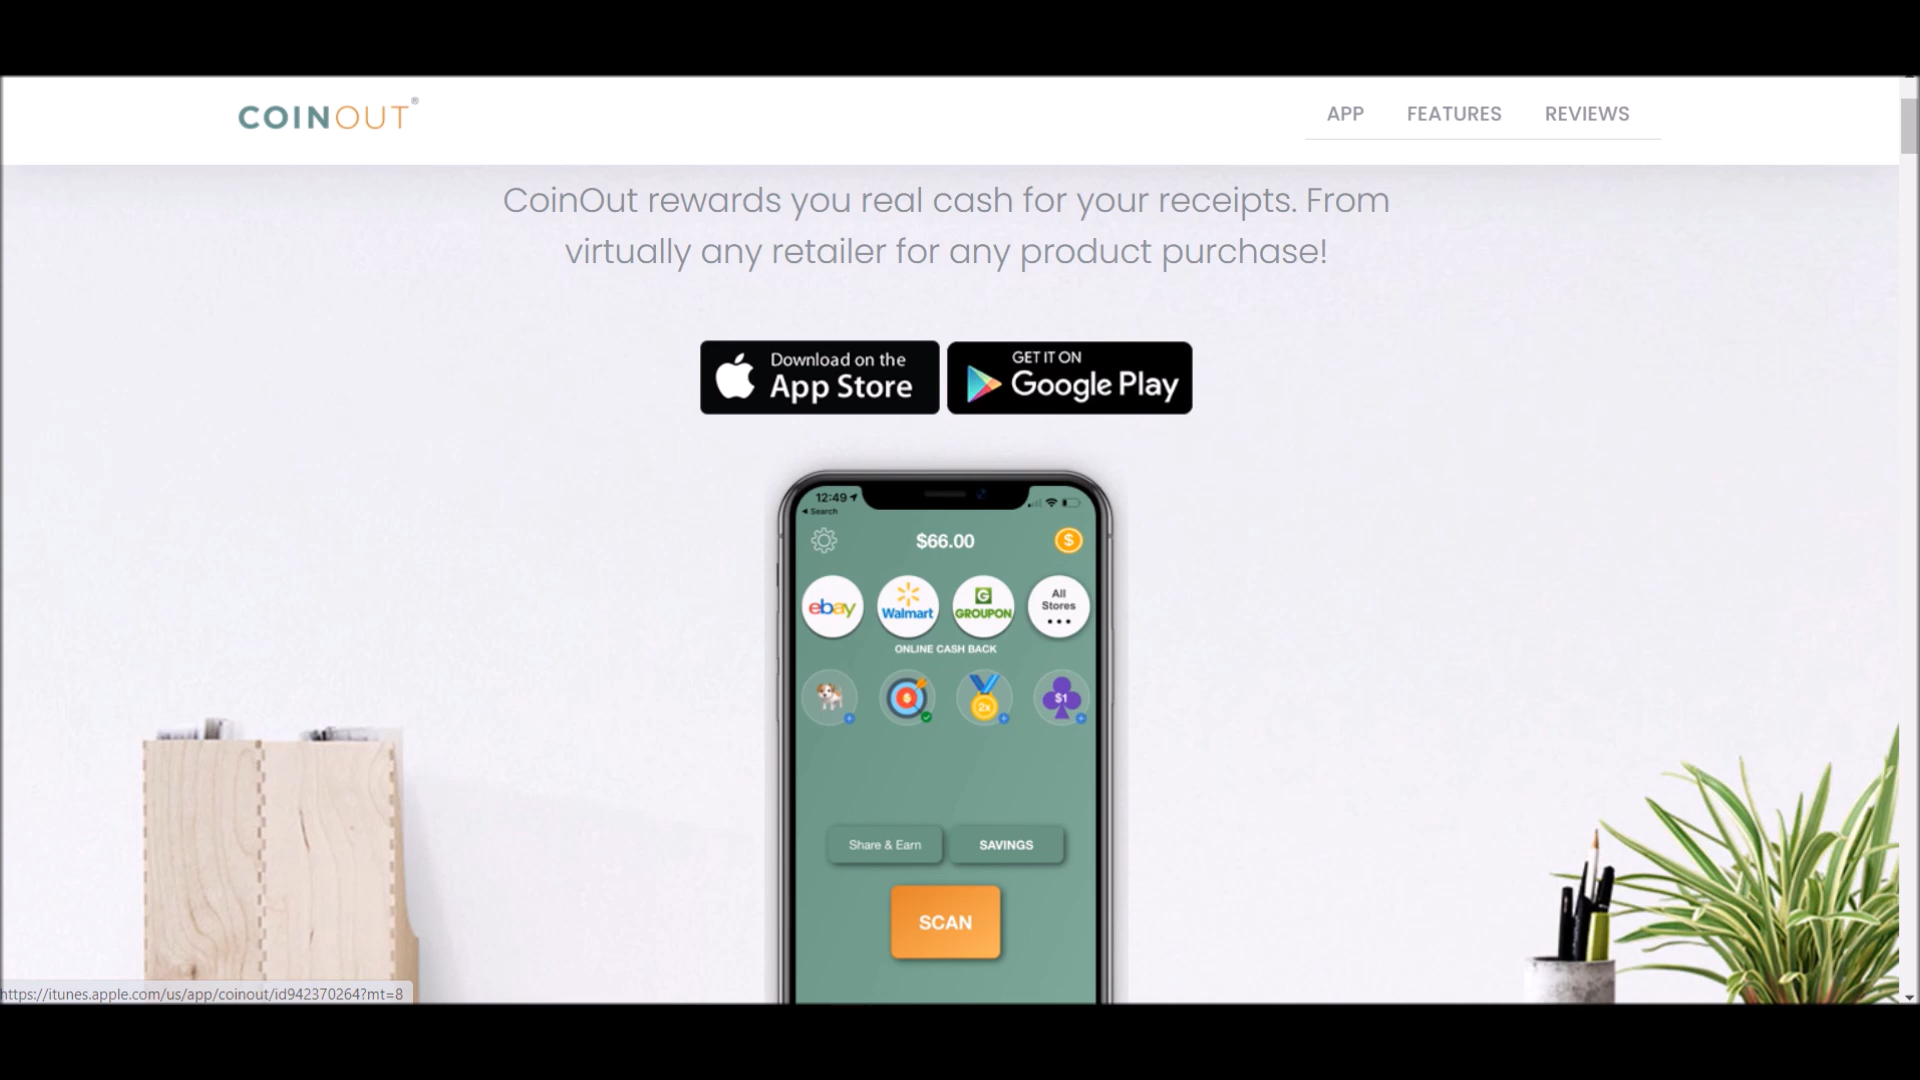 COINOUT®
APP FEATURES REVIEWS
CoinOut rewards you real cash for your receipts. From
virtually any retailer for any product purchase!
Download on the
App Store
GET IT ON
Google Play
12:49
Search
$66.00
$
ebay
Walmart
G
GROUPON
All
Stores
ONLINE CASH BACK
$
2x
$1
Share & Earn
SAVINGS
SCAN
https://itunes.apple.com/us/app/coinout/id942370264?mt=8